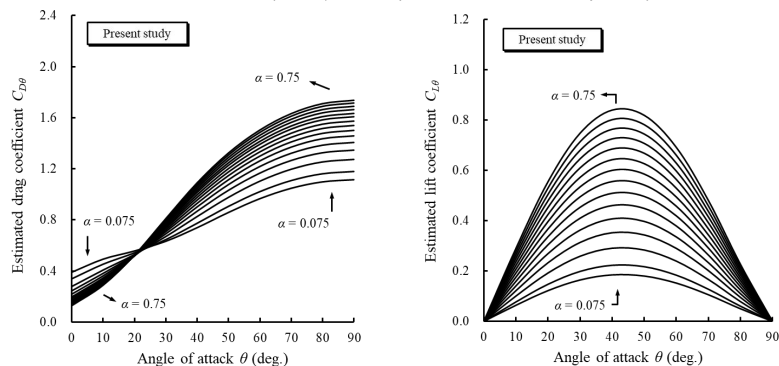 Present study
α = 0.75
α = 0.075
α = 0.075
α = 0.75
2.4
2.0
1.6
1.2
0.8
0.4
0.0
0 10 20 30 40 50 60 70 80 90
Estimated drag coefficient C_Dθ
Angle of attack θ (deg.)
Present study
α = 0.75
α = 0.075
1.2
1.0
0.8
0.6
0.4
0.2
0.0
0 10 20 30 40 50 60 70 80 90
Estimated lift coefficient C_Lθ
Angle of attack θ (deg.)